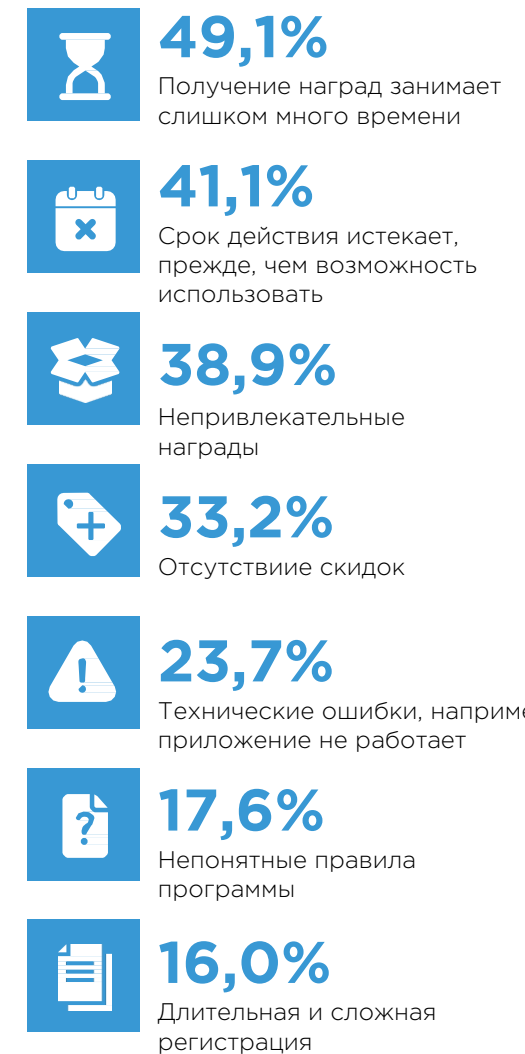 49,1%
Получение наград занимает
слишком много времени
41,1%
Срок действия истекает,
прежде, чем возможность
использовать
38,9%
Непривлекательные
награды
33,2%
Отсутствиие скидок
23,7%
Технические ошибки, наприме
приложение не работает
17,6%
Непонятные правила
программы
16,0%
Длительная и сложная
регистрация